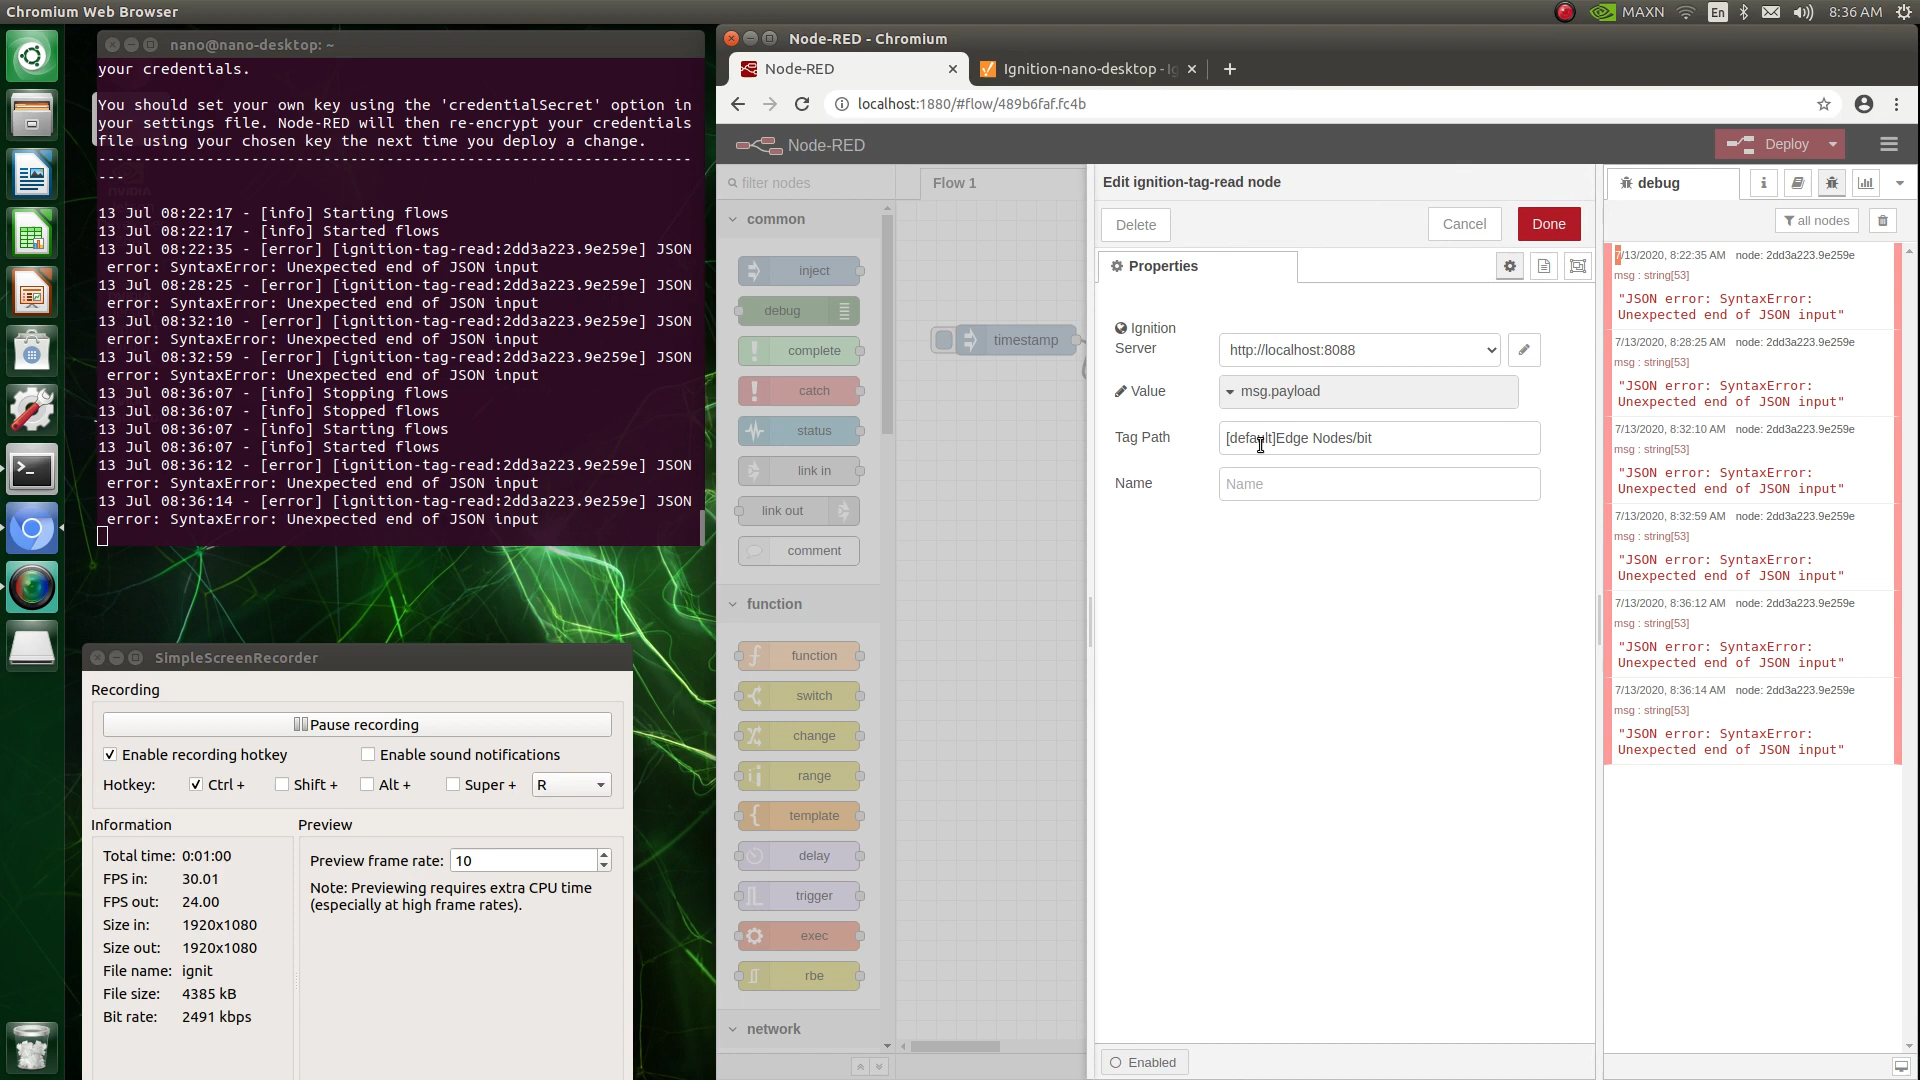 Chromium Web Browser
MAXN
En
8:36 AM
nano@nano-desktop: ~
your credentials.
You should set your own key using the 'credentialSecret' option in
your settings file. Node-RED will then re-encrypt your credentials
file using your chosen key the next time you deploy a change.
------------------------------------------------------------------
---
13 Jul 08:22:17 - [info] Starting flows
13 Jul 08:22:17 - [info] Started flows
13 Jul 08:22:35 - [error] [ignition-tag-read:2dd3a223.9e259e] JSON
error: SyntaxError: Unexpected end of JSON input
13 Jul 08:28:25 - [error] [ignition-tag-read:2dd3a223.9e259e] JSON
error: SyntaxError: Unexpected end of JSON input
13 Jul 08:32:10 - [error] [ignition-tag-read:2dd3a223.9e259e] JSON
error: SyntaxError: Unexpected end of JSON input
13 Jul 08:32:59 - [error] [ignition-tag-read:2dd3a223.9e259e] JSON
error: SyntaxError: Unexpected end of JSON input
13 Jul 08:36:07 - [info] Stopping flows
13 Jul 08:36:07 - [info] Stopped flows
13 Jul 08:36:07 - [info] Starting flows
13 Jul 08:36:07 - [info] Started flows
13 Jul 08:36:12 - [error] [ignition-tag-read:2dd3a223.9e259e] JSON
error: SyntaxError: Unexpected end of JSON input
13 Jul 08:36:14 - [error] [ignition-tag-read:2dd3a223.9e259e] JSON
error: SyntaxError: Unexpected end of JSON input
SimpleScreenRecorder
Recording
Pause recording
Enable recording hotkey
Enable sound notifications
Hotkey: Ctrl + Shift + Alt + Super + R
Information
Total time: 0:01:00
FPS in: 30.01
FPS out: 24.00
Size in: 1920x1080
Size out: 1920x1080
File name: ignit
File size: 4385 kB
Bit rate: 2491 kbps
Preview
Preview frame rate: 10
Note: Previewing requires extra CPU time
(especially at high frame rates).
Node-RED - Chromium
Node-RED
Ignition-nano-desktop - Ig
localhost:1880/#flow/489b6faf.fc4b
Node-RED
Deploy
filter nodes
common
inject
debug
complete
catch
status
link in
link out
comment
function
function
switch
change
range
template
delay
trigger
exec
rbe
network
Flow 1
timestamp
Edit ignition-tag-read node
Delete
Cancel
Done
Properties
Ignition
Server
http://localhost:8088
Value
msg.payload
Tag Path
[default]Edge Nodes/bit
Name
Name
Enabled
debug
all nodes
7/13/2020, 8:22:35 AM node: 2dd3a223.9e259e
msg : string[53]
"JSON error: SyntaxError:
Unexpected end of JSON input"
7/13/2020, 8:28:25 AM node: 2dd3a223.9e259e
msg : string[53]
"JSON error: SyntaxError:
Unexpected end of JSON input"
7/13/2020, 8:32:10 AM node: 2dd3a223.9e259e
msg : string[53]
"JSON error: SyntaxError:
Unexpected end of JSON input"
7/13/2020, 8:32:59 AM node: 2dd3a223.9e259e
msg : string[53]
"JSON error: SyntaxError:
Unexpected end of JSON input"
7/13/2020, 8:36:12 AM node: 2dd3a223.9e259e
msg : string[53]
"JSON error: SyntaxError:
Unexpected end of JSON input"
7/13/2020, 8:36:14 AM node: 2dd3a223.9e259e
msg : string[53]
"JSON error: SyntaxError:
Unexpected end of JSON input"